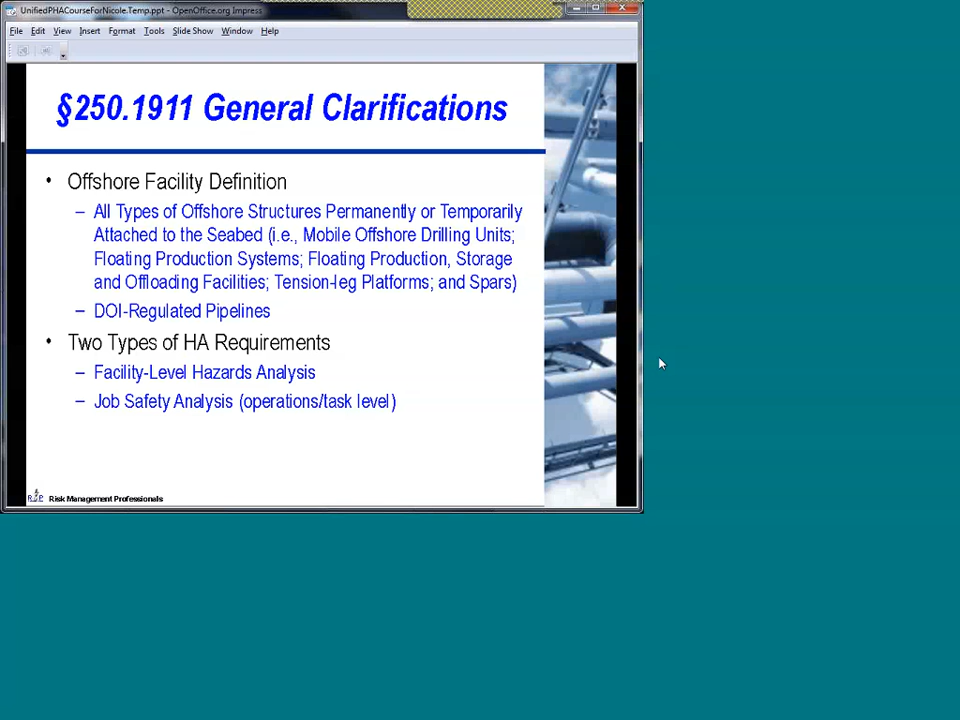 UnifiedPHACourseForNicole.Temp.ppt - OpenOffice.org Impress
File Edit View Insert Format Tools Slide Show Window Help
§250.1911 General Clarifications
• Offshore Facility Definition
– All Types of Offshore Structures Permanently or Temporarily
Attached to the Seabed (i.e., Mobile Offshore Drilling Units;
Floating Production Systems; Floating Production, Storage
and Offloading Facilities; Tension-leg Platforms; and Spars)
– DOI-Regulated Pipelines
• Two Types of HA Requirements
– Facility-Level Hazards Analysis
– Job Safety Analysis (operations/task level)
Risk Management Professionals